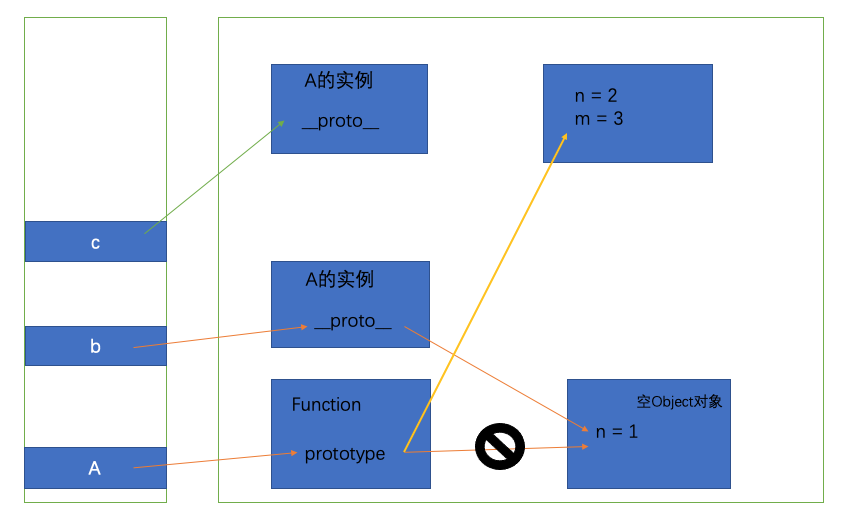 A的实例
__proto__
n = 2
m = 3
c
A的实例
__proto__
b
Function
prototype
A
空Object对象
n = 1